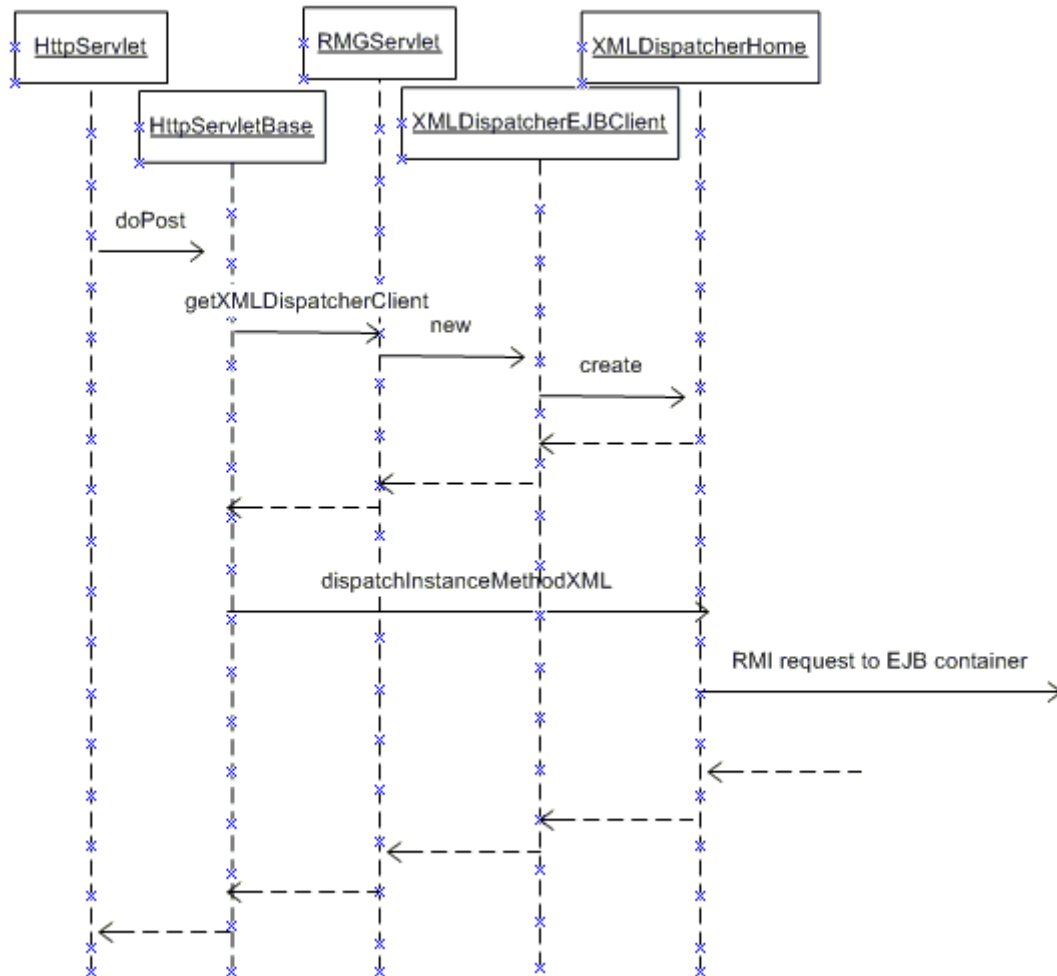 HttpServlet
RMGServlet
XMLDispatcherHome
HttpServletBase
XMLDispatcherEJBClient
doPost
getXMLDispatcherClient
new
create
dispatchInstanceMethodXML
RMI request to EJB container